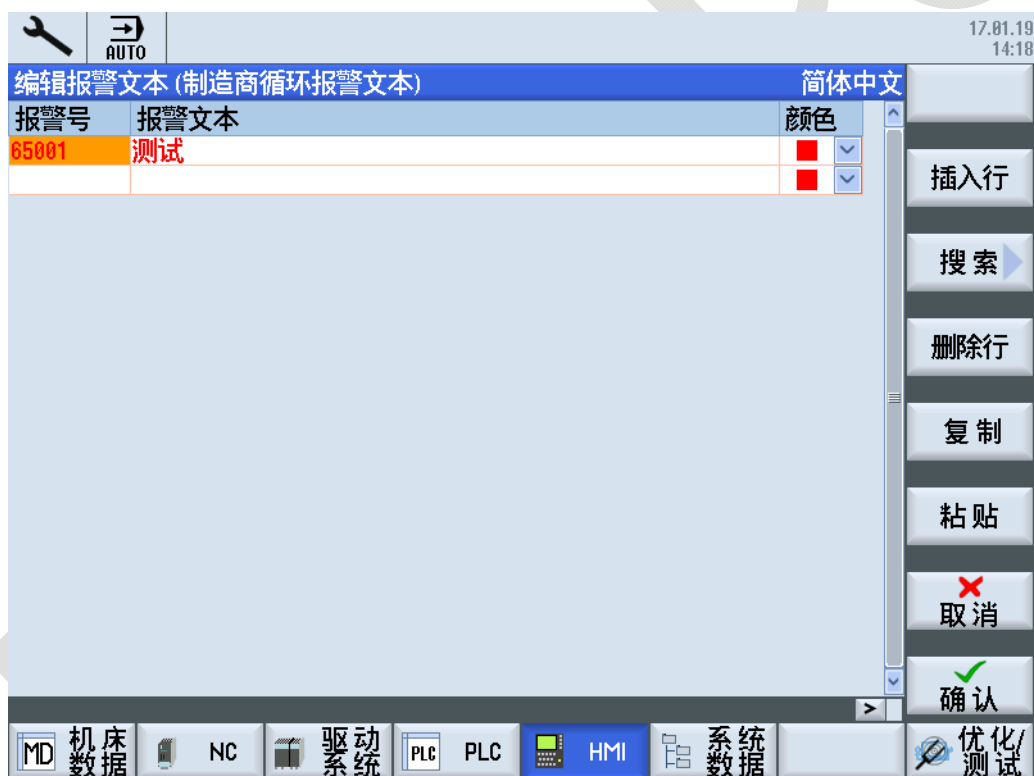 17.01.19
14:18
AUTO
编辑报警文本 (制造商循环报警文本) 简体中文
报警号 报警文本 颜色
65001 测试
插入行
搜索
删除行
复制
粘贴
取消
确认
>
MD 机床数据
NC
驱动系统
PLC PLC
HMI
系统数据
优化/测试